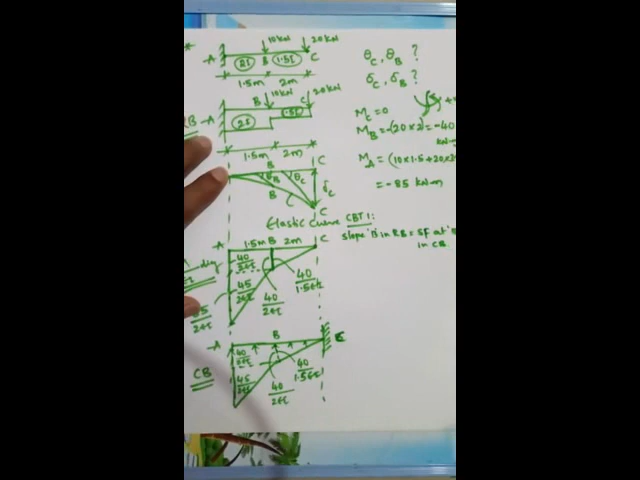 *
10kN 20kN
A 2I B 1.5I C
1.5m 2m
θC, θB ?
δC, δB ?
10kN 20kN
B C
RB A 2I 1.5I
MC = 0
MB = -(20×2) = -40
kN-m
1.5m 2m
MA = (10×1.5+20×3
= -85 kN-m
B C
θB θC δC
B
C
C
Elastic Curve CBT 1:
slope 'B' in RB = SF at
in CB.
A 1.5m B 2m C
40/2EI
45/2EI
40/2EI
40/1.5EI
A B C
CB
40/2EI
45/2EI
40/2EI
40/1.5EI